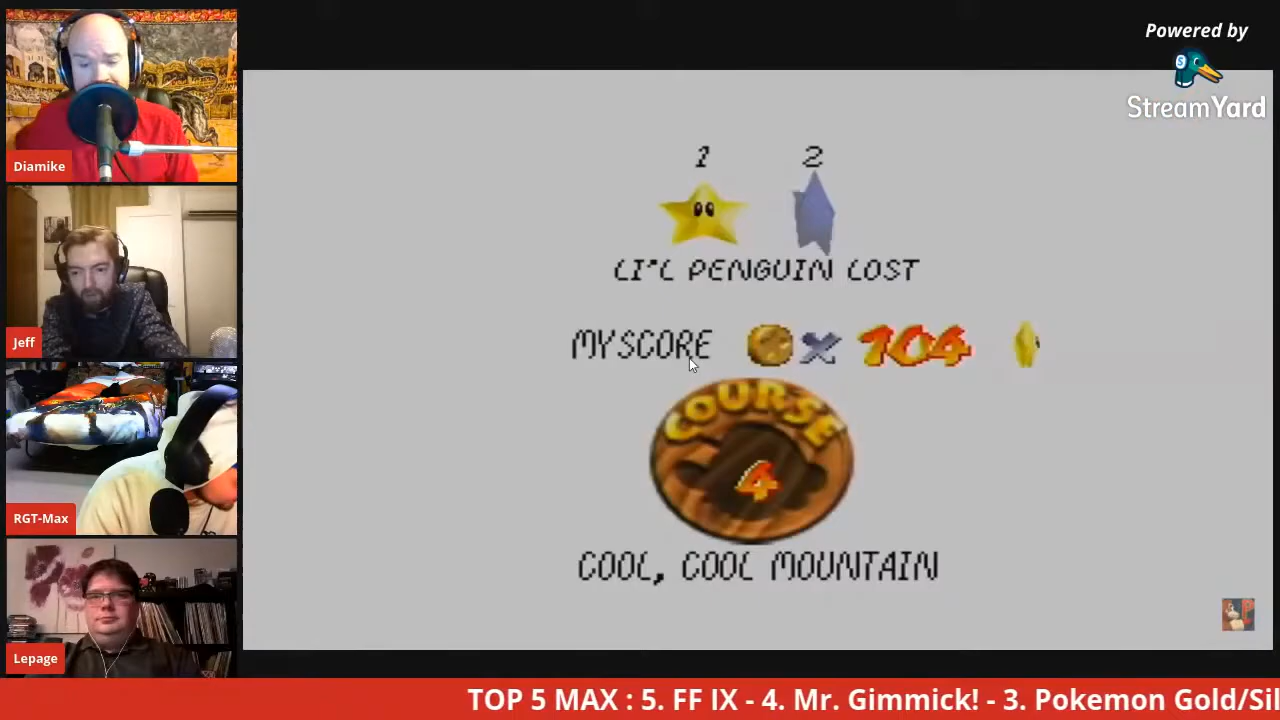 Powered by
StreamYard
Diamike
Jeff
RGT-Max
Lepage
1 2
LI'L PENGUIN LOST
MY SCORE × 104
COURSE
4
COOL, COOL MOUNTAIN
TOP 5 MAX : 5. FF IX - 4. Mr. Gimmick! - 3. Pokemon Gold/Sil